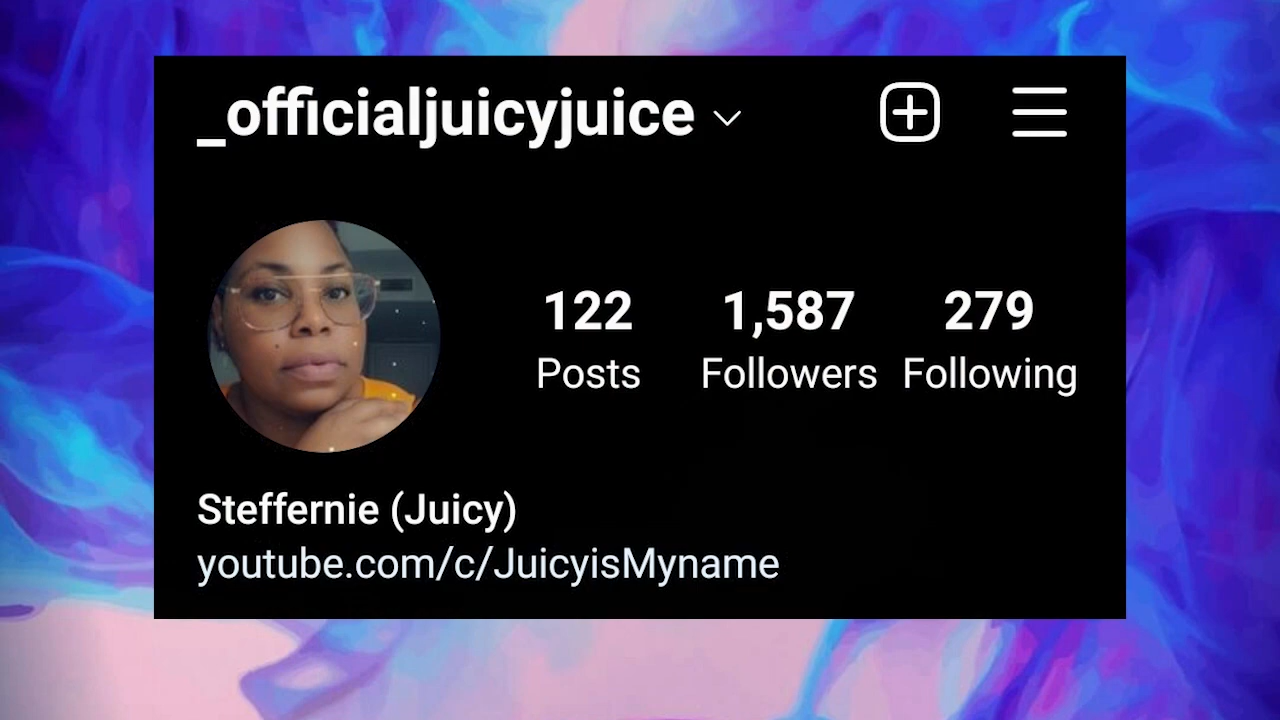 _officialjuicyjuice
122 1,587 279
Posts Followers Following
Steffernie (Juicy)
youtube.com/c/JuicyisMyname